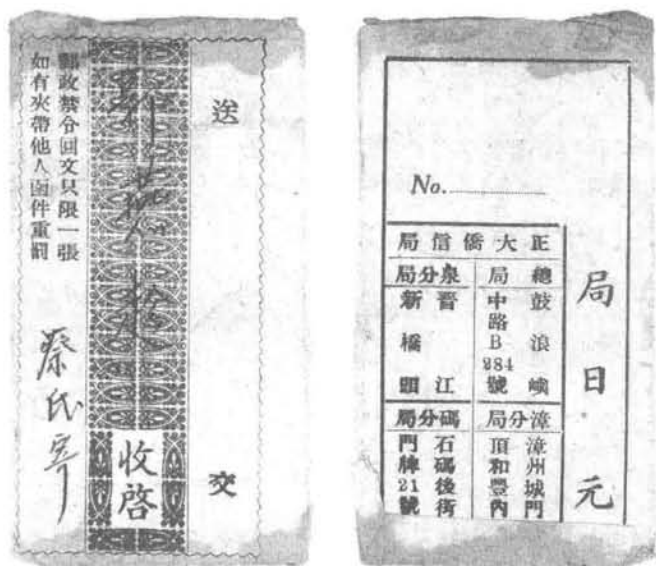 送交
收啓
郵政禁令回文只限一張
如有夾帶他人函件重罰
蔡氏寄
局日元
No.
正大僑信局
總局
鼓浪嶼
中路B284號
泉分局
晉江
新橋頭
漳分局
漳州城門
頂和豐內
碼分局
石碼後街
門牌21號